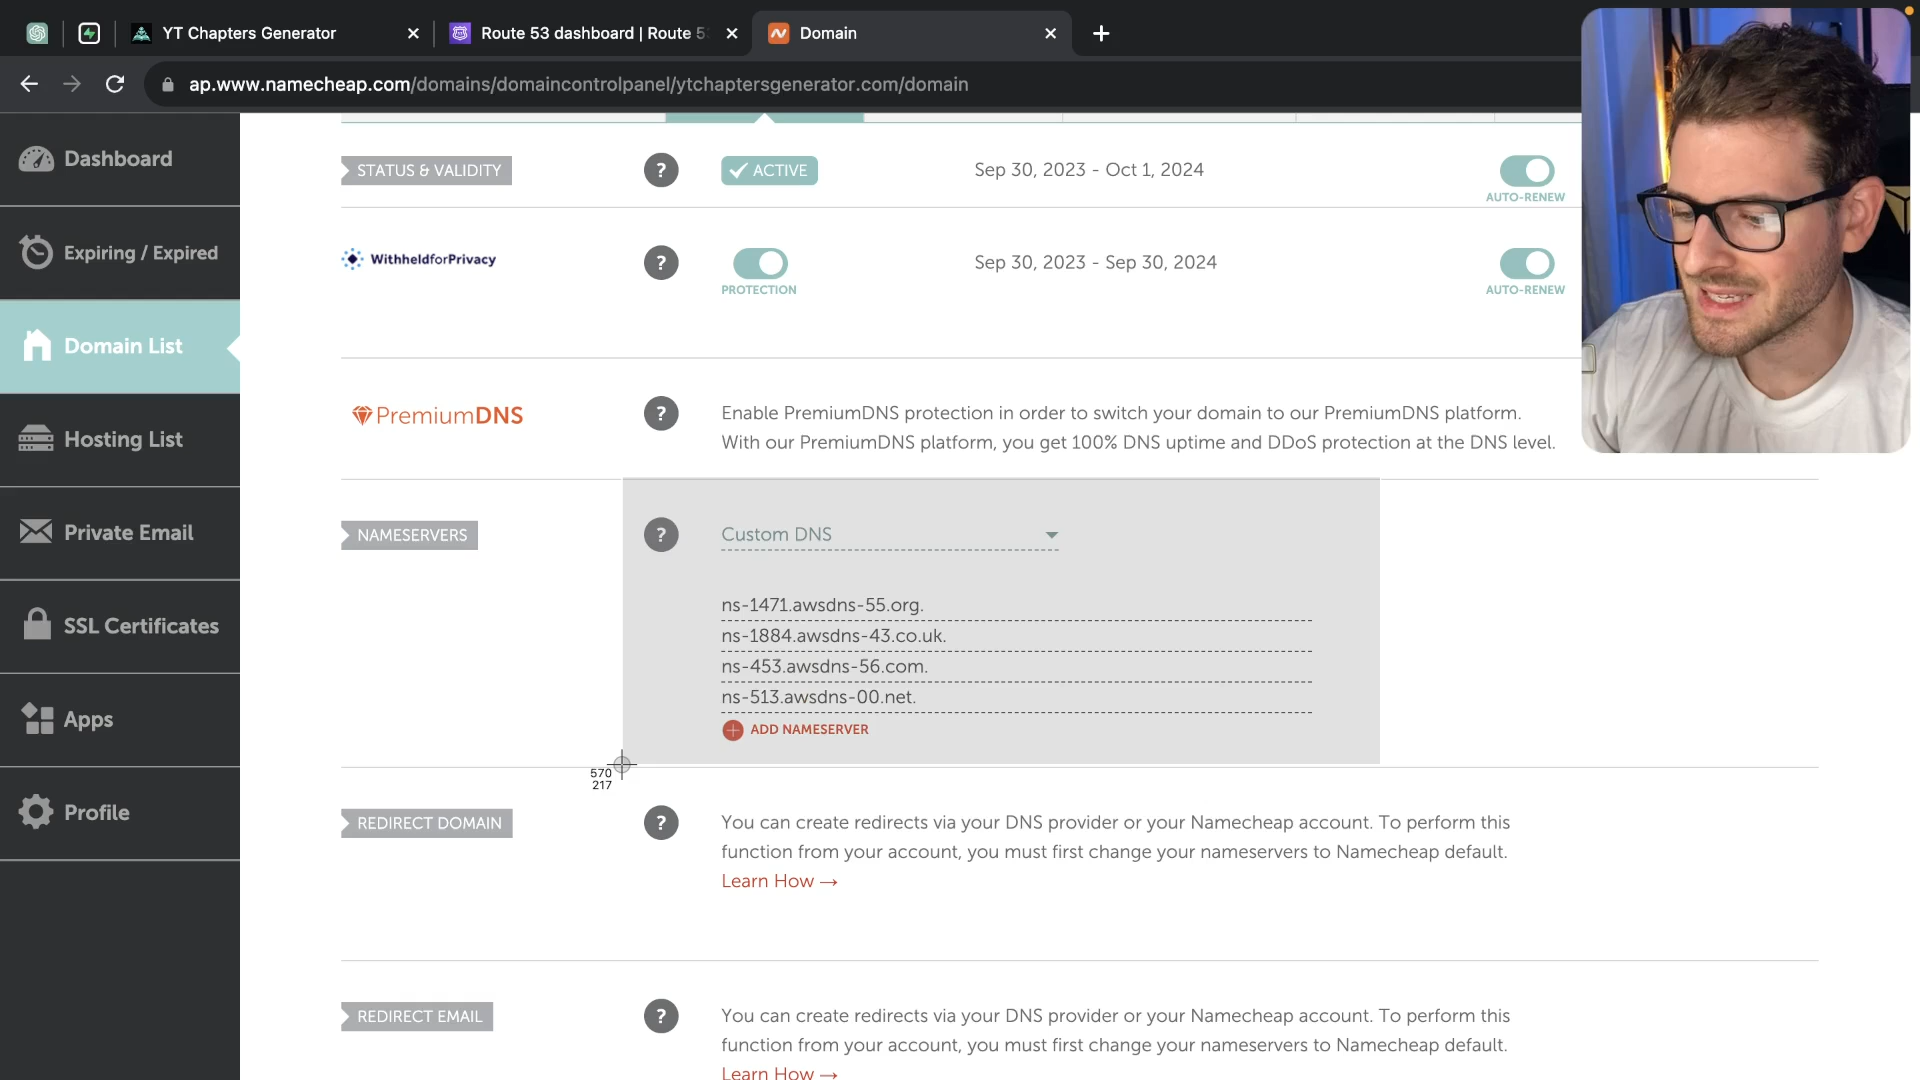 YT Chapters Generator
Route 53 dashboard | Route 5
Domain
ap.www.namecheap.com/domains/domaincontrolpanel/ytchaptersgenerator.com/domain
Dashboard
Expiring / Expired
Domain List
Hosting List
Private Email
SSL Certificates
Apps
Profile
STATUS & VALIDITY
?
ACTIVE
Sep 30, 2023 - Oct 1, 2024
AUTO-RENEW
WithheldforPrivacy
?
PROTECTION
Sep 30, 2023 - Sep 30, 2024
AUTO-RENEW
PremiumDNS
?
Enable PremiumDNS protection in order to switch your domain to our PremiumDNS platform.
With our PremiumDNS platform, you get 100% DNS uptime and DDoS protection at the DNS level.
NAMESERVERS
?
Custom DNS
ns-1471.awsdns-55.org.
ns-1884.awsdns-43.co.uk.
ns-453.awsdns-56.com.
ns-513.awsdns-00.net.
ADD NAMESERVER
570
217
REDIRECT DOMAIN
?
You can create redirects via your DNS provider or your Namecheap account. To perform this
function from your account, you must first change your nameservers to Namecheap default.
Learn How →
REDIRECT EMAIL
?
You can create redirects via your DNS provider or your Namecheap account. To perform this
function from your account, you must first change your nameservers to Namecheap default.
Learn How →